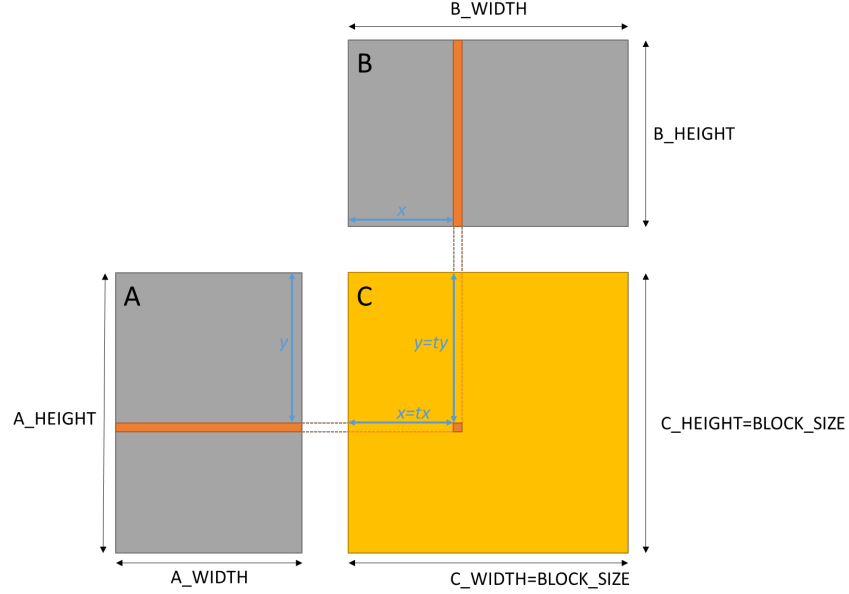 B_WIDTH
B
B_HEIGHT
x
A
C
y
y=ty
x=tx
A_HEIGHT
C_HEIGHT=BLOCK_SIZE
A_WIDTH
C_WIDTH=BLOCK_SIZE